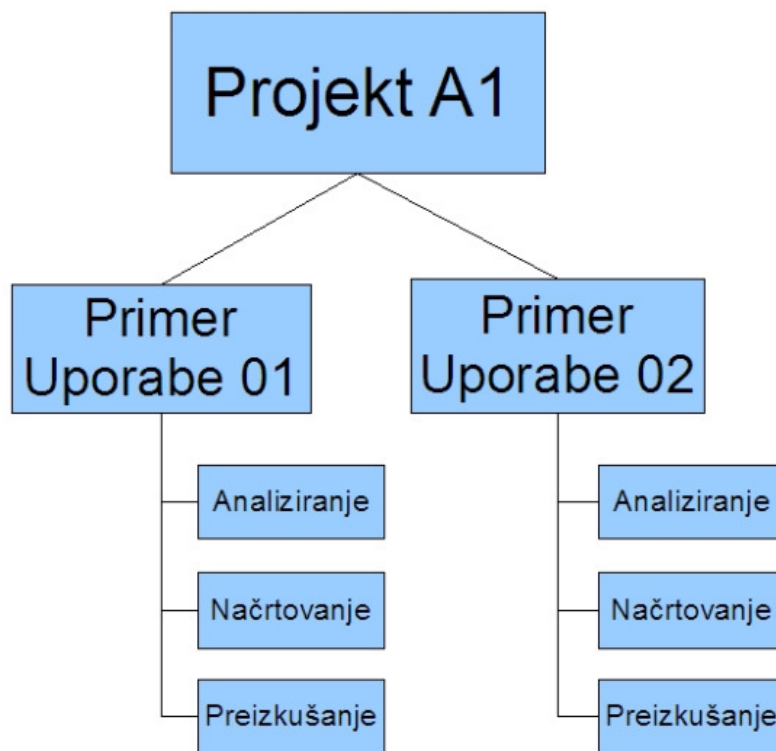 Projekt A1
Primer
Uporabe 01
Primer
Uporabe 02
Analiziranje
Načrtovanje
Preizkušanje
Analiziranje
Načrtovanje
Preizkušanje